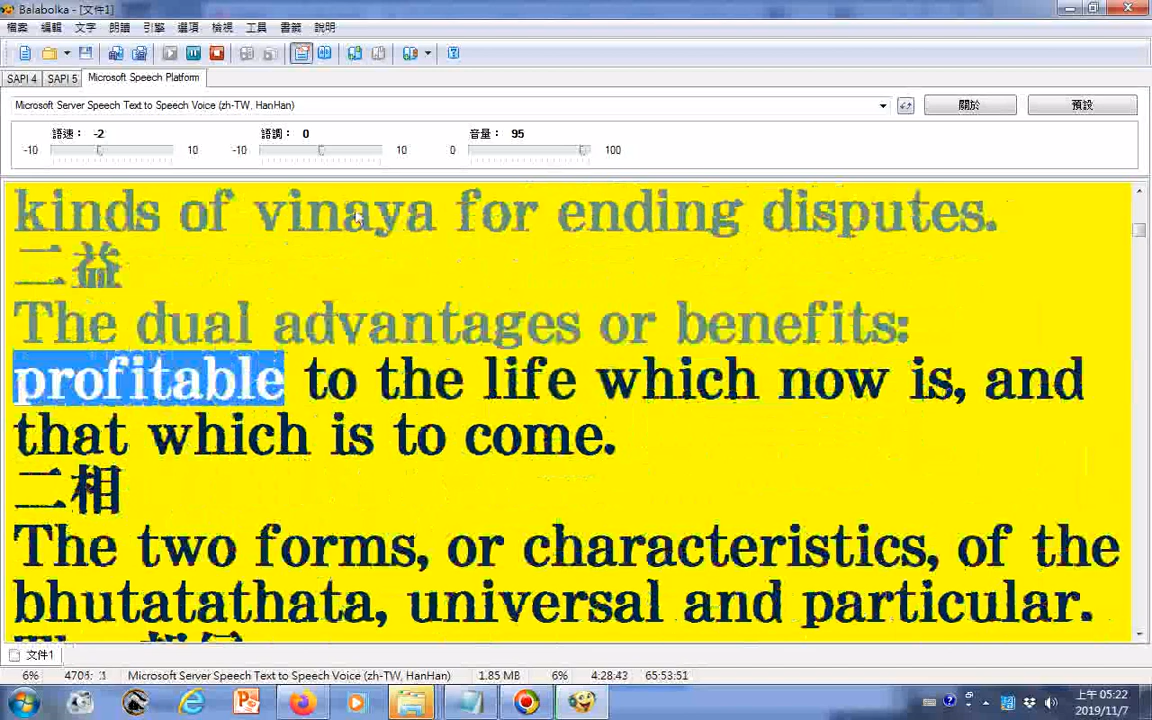 Balabolka - [文件1]
檔案 編輯 文字 朗讀 引擎 選項 檢視 工具 書籤 說明
SAPI 4 SAPI 5 Microsoft Speech Platform
Microsoft Server Speech Text to Speech Voice (zh-TW, HanHan) 關於 預設
語速： -2 語調： 0 音量： 95
-10 10 -10 10 0 100
kinds of vinaya for ending disputes.
二益
The dual advantages or benefits:
profitable to the life which now is, and
that which is to come.
二相
The two forms, or characteristics, of the
bhutatathata, universal and particular.
文件1
6% Microsoft Server Speech Text to Speech Voice (zh-TW, HanHan) 1.85 MB 6% 4:28:43 65:53:51
上午 05:22
2019/11/7